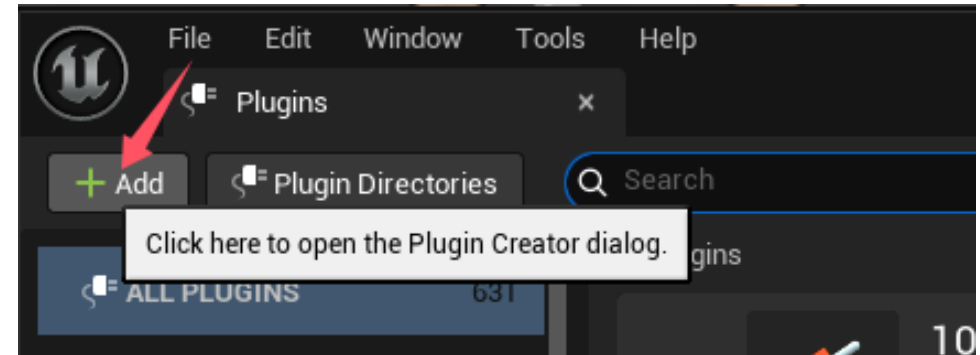 File Edit Window Tools Help
Plugins
+ Add Plugin Directories Search
Click here to open the Plugin Creator dialog.
ALL PLUGINS 631
10